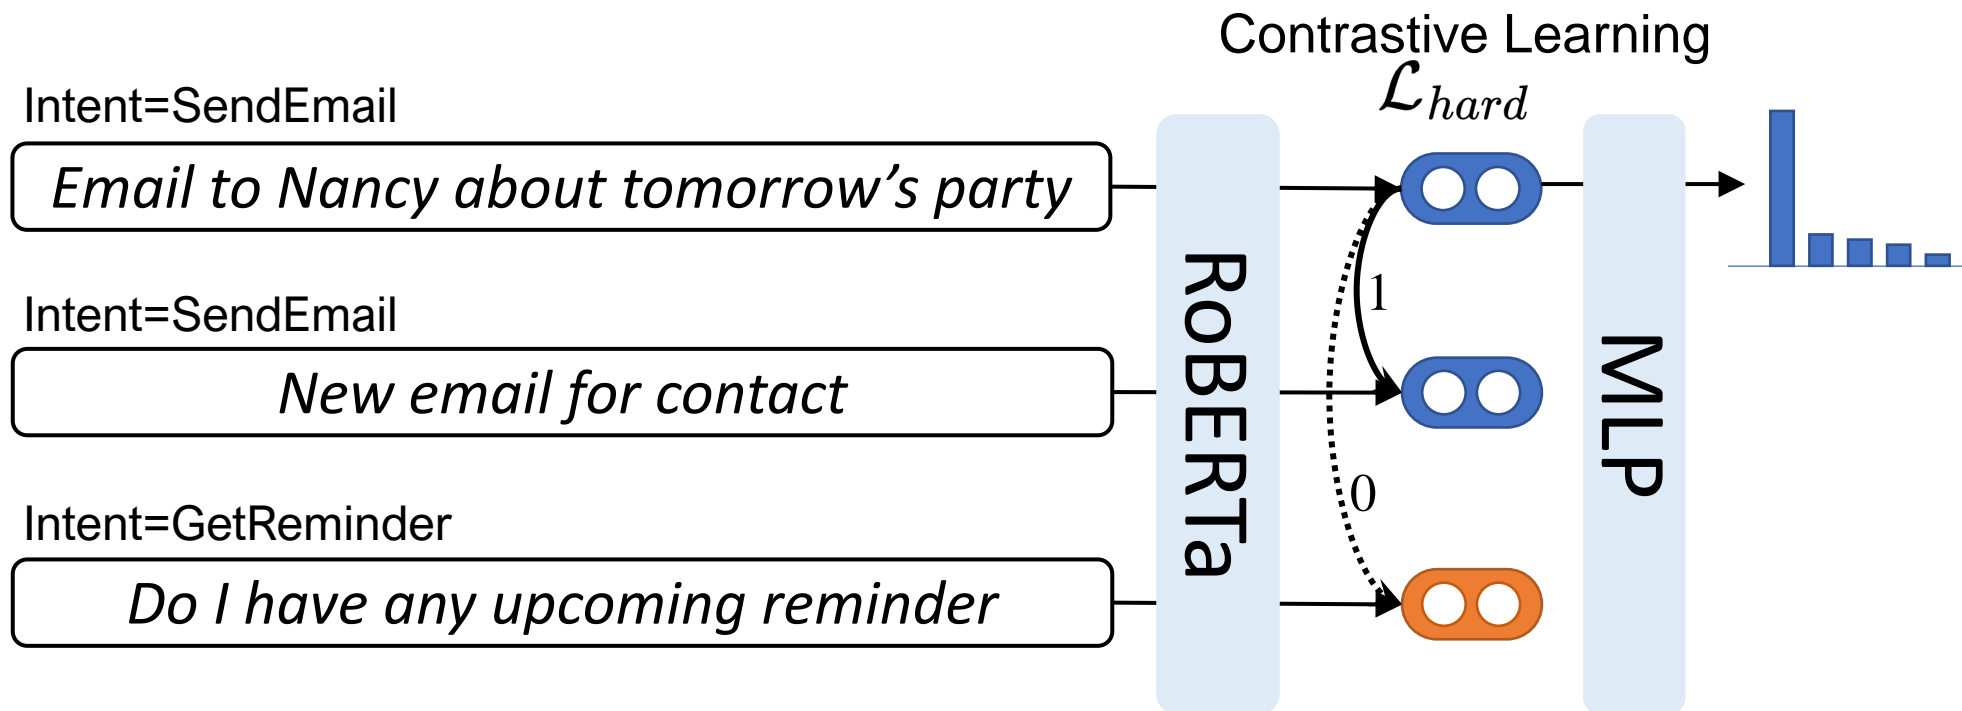 Contrastive Learning
ℒ_hard
Intent=SendEmail
Email to Nancy about tomorrow’s party
Intent=SendEmail
New email for contact
Intent=GetReminder
Do I have any upcoming reminder
RoBERTa
1
0
MLP